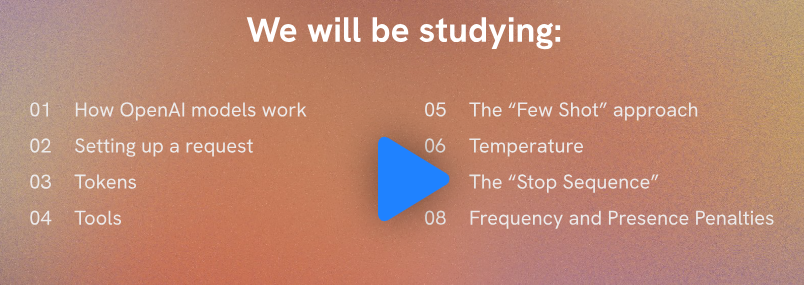 We will be studying:
01 How OpenAI models work
02 Setting up a request
03 Tokens
04 Tools
05 The “Few Shot” approach
06 Temperature
The “Stop Sequence”
08 Frequency and Presence Penalties